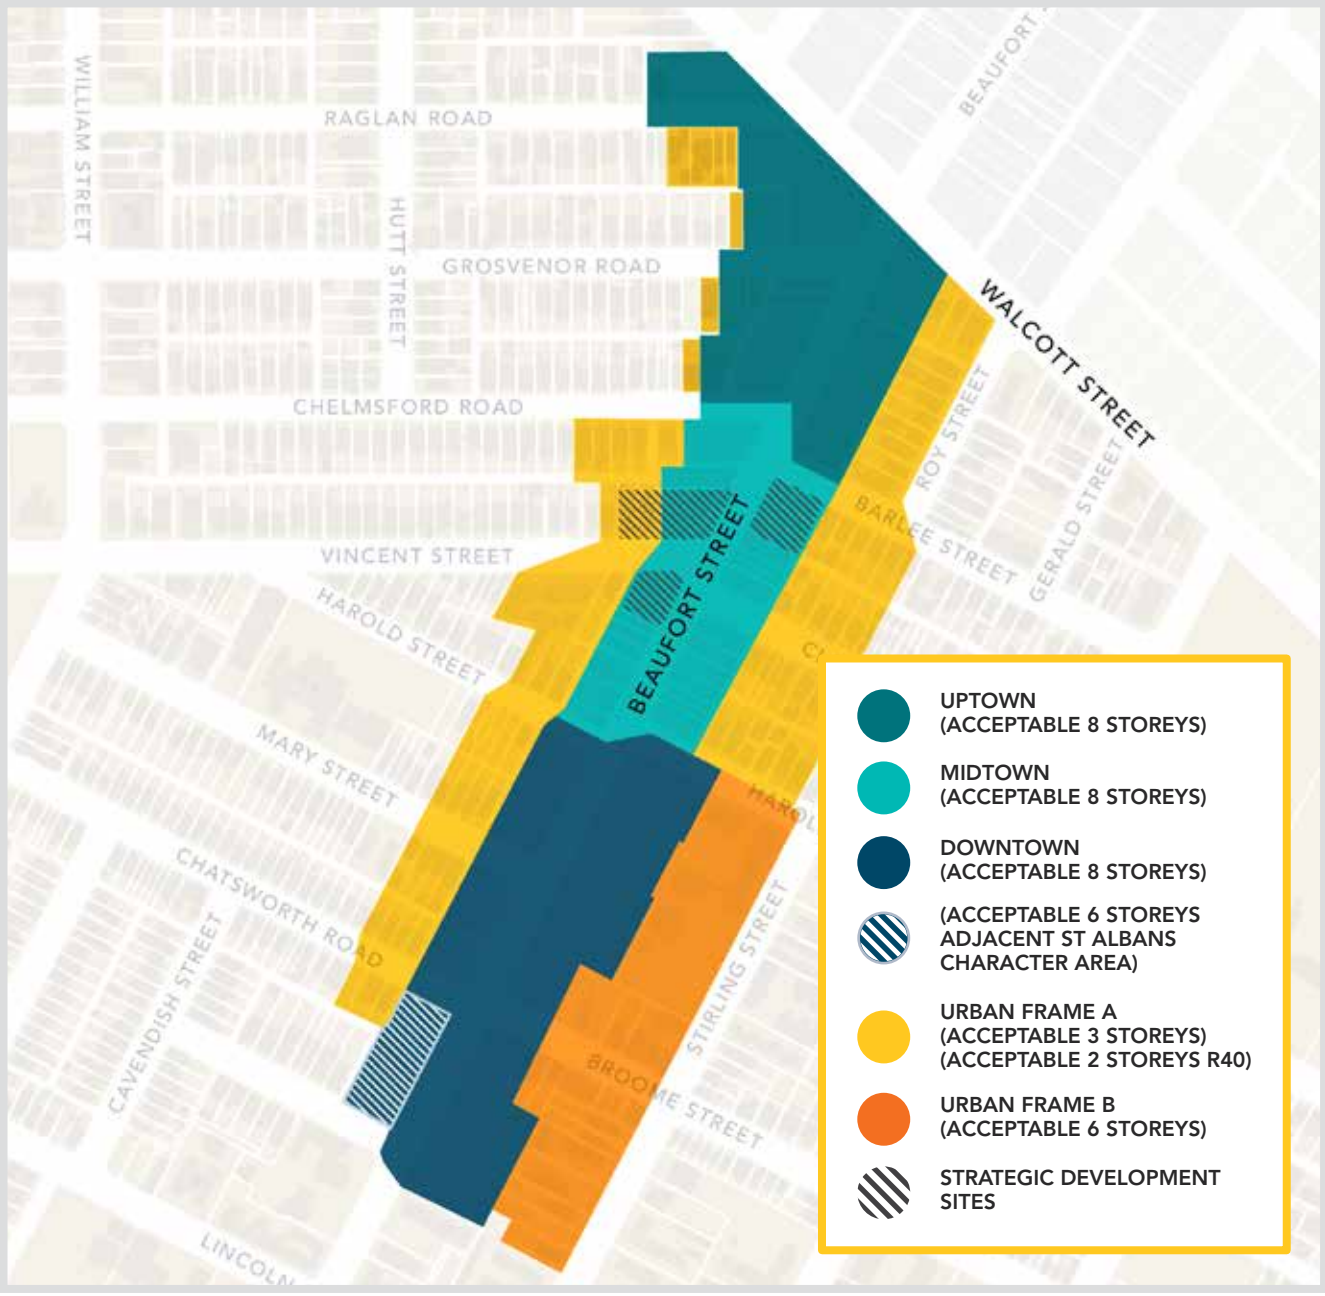 BEAUFORT
WILLIAM STREET
RAGLAN ROAD
HUTT STREET
GROSVENOR ROAD
WALCOTT STREET
CHELMSFORD ROAD
ROY STREET
GERALD STREET
BARLEE STREET
VINCENT STREET
BEAUFORT STREET
HAROLD STREET
MARY STREET
CHATSWORTH ROAD
CAVENDISH STREET
STIRLING STREET
BROOME STREET
LINCOLN
UPTOWN
(ACCEPTABLE 8 STOREYS)
MIDTOWN
(ACCEPTABLE 8 STOREYS)
DOWNTOWN
(ACCEPTABLE 8 STOREYS)
(ACCEPTABLE 6 STOREYS
ADJACENT ST ALBANS
CHARACTER AREA)
URBAN FRAME A
(ACCEPTABLE 3 STOREYS)
(ACCEPTABLE 2 STOREYS R40)
URBAN FRAME B
(ACCEPTABLE 6 STOREYS)
STRATEGIC DEVELOPMENT
SITES